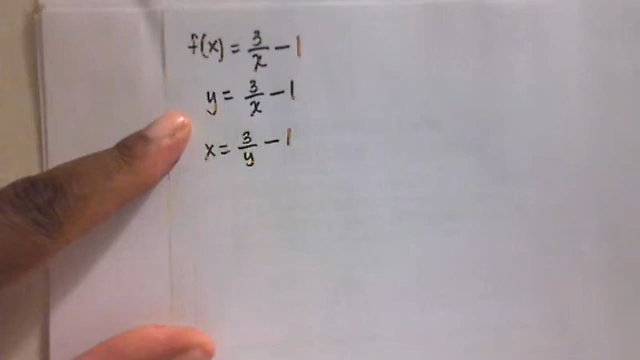 f(x) = 3/x - 1
y = 3/x - 1
x = 3/y - 1